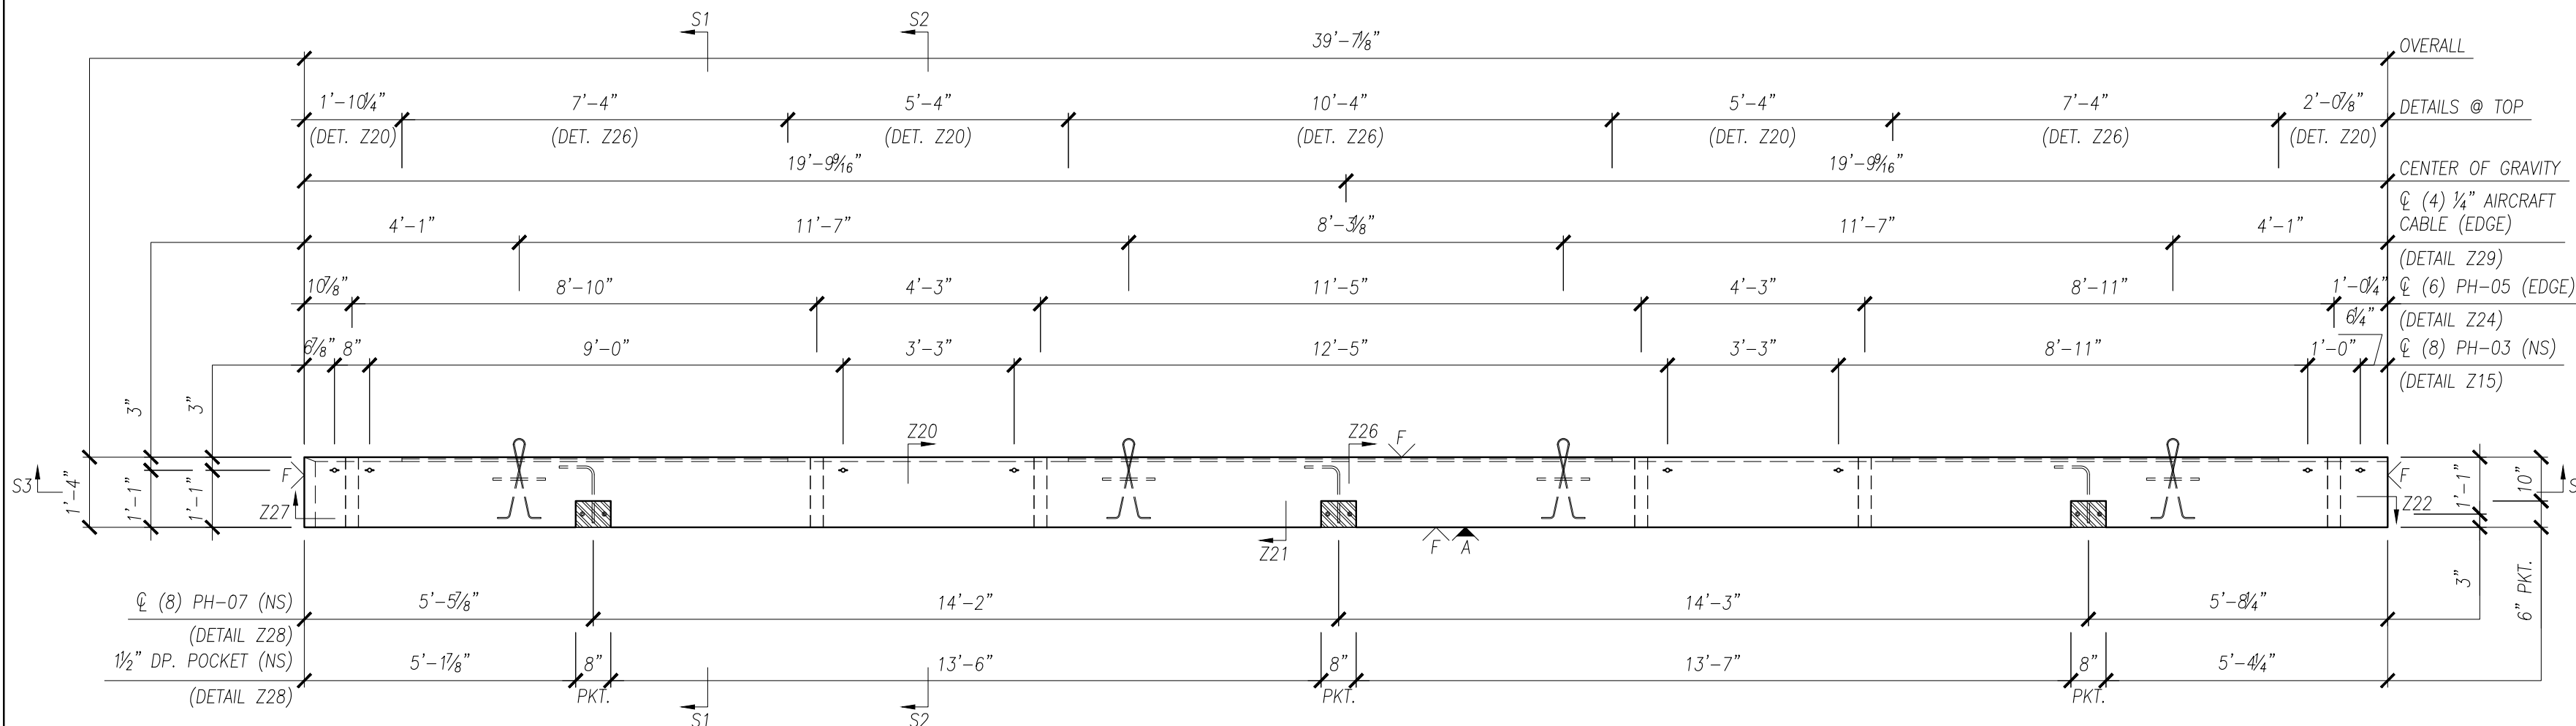 S1 S2
39'-7⅛" OVERALL
1'-10¼" 7'-4" 5'-4" 10'-4" 5'-4" 7'-4" 2'-0⅞" DETAILS @ TOP
(DET. Z20) (DET. Z26) (DET. Z20) (DET. Z26) (DET. Z20) (DET. Z26) (DET. Z20)
19'-9⁹⁄₁₆" 19'-9⁹⁄₁₆" CENTER OF GRAVITY
℄ (4) ¼" AIRCRAFT
4'-1" 11'-7" 8'-3⅛" 11'-7" 4'-1" CABLE (EDGE)
(DETAIL Z29)
10⅞" 8'-10" 4'-3" 11'-5" 4'-3" 8'-11" 1'-0¼" ℄ (6) PH-05 (EDGE)
6¼" (DETAIL Z24)
6⅞" 8" 9'-0" 3'-3" 12'-5" 3'-3" 8'-11" 1'-0" ℄ (8) PH-03 (NS)
(DETAIL Z15)
3" 3"
Z20 Z26 F
S3 1'-4" 1'-1" 1'-1" F F 1'-1" 10" S
Z27 Z22
Z21 F A
3" 6" PKT.
℄ (8) PH-07 (NS) 5'-5⅞" 14'-2" 14'-3" 5'-8¼"
(DETAIL Z28)
1½" DP. POCKET (NS) 5'-1⅞" 8" 13'-6" 8" 13'-7" 8" 5'-4¼"
(DETAIL Z28) PKT. PKT. PKT.
S1 S2